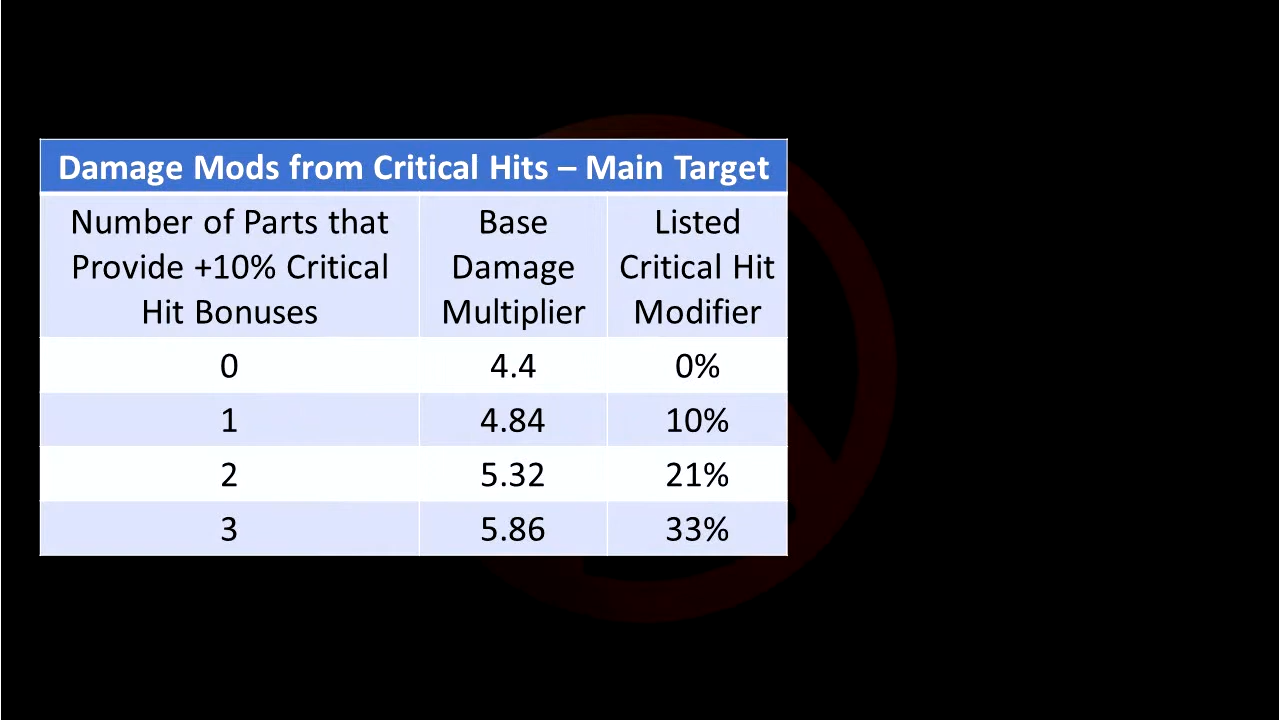 Damage Mods from Critical Hits – Main Target
Number of Parts that Provide +10% Critical Hit Bonuses
Base Damage Multiplier
Listed Critical Hit Modifier
0 4.4 0%
1 4.84 10%
2 5.32 21%
3 5.86 33%